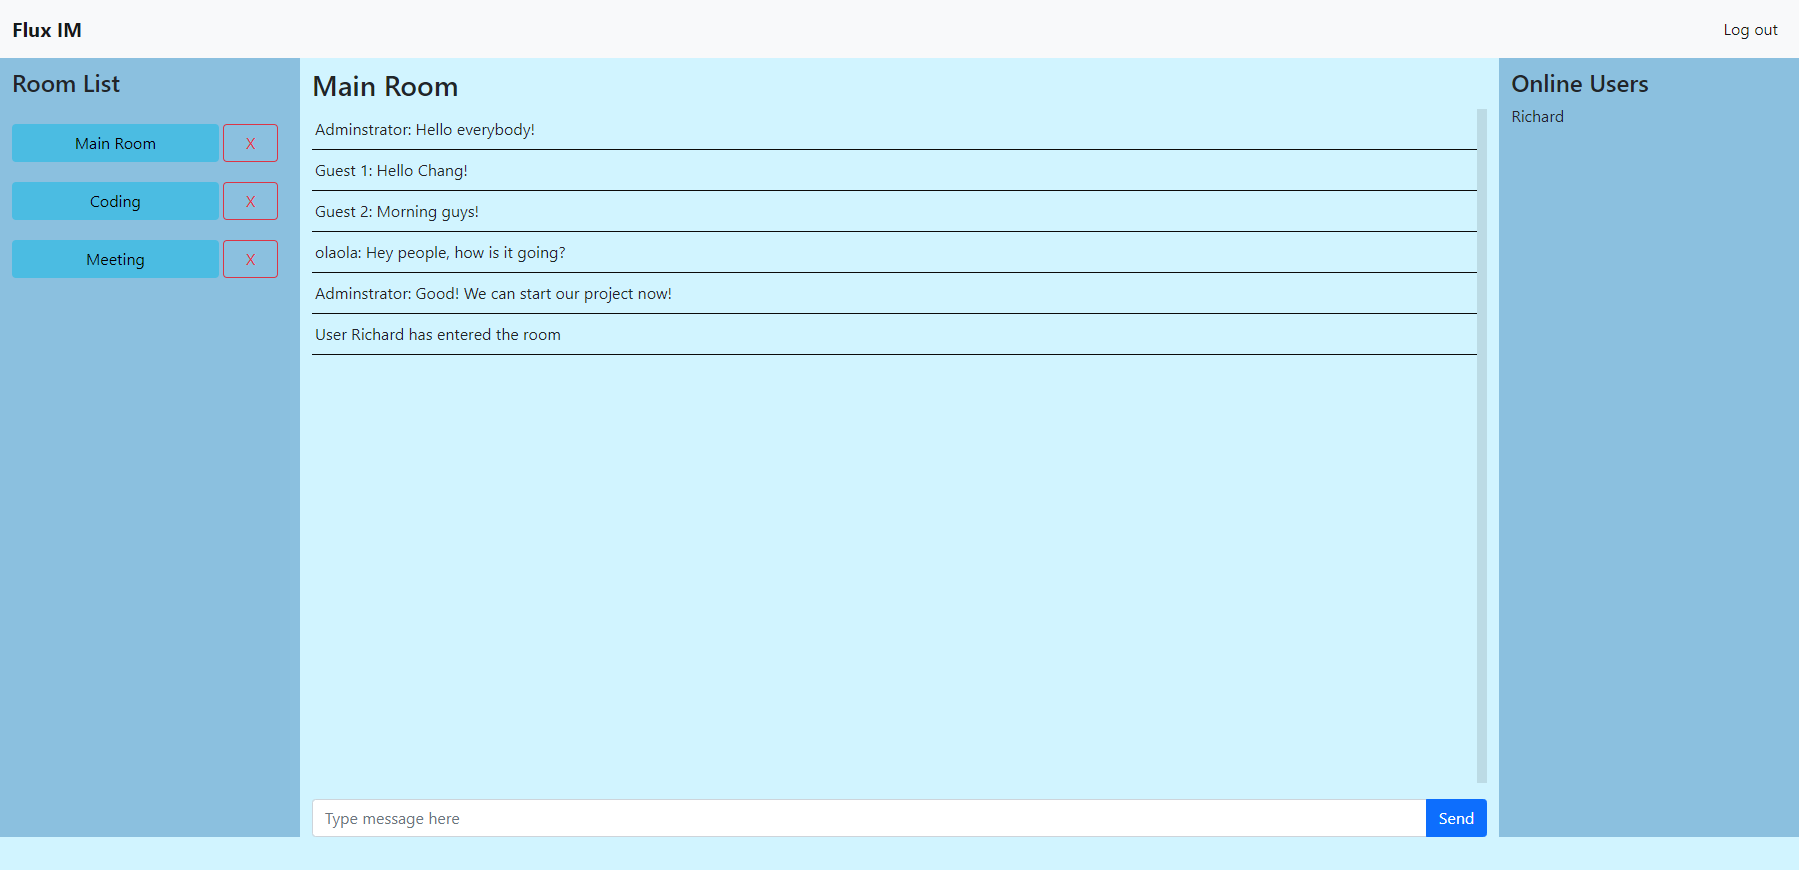 Flux IM
Log out
Room List
Main Room X
Coding X
Meeting X
Main Room
Adminstrator: Hello everybody!
Guest 1: Hello Chang!
Guest 2: Morning guys!
olaola: Hey people, how is it going?
Adminstrator: Good! We can start our project now!
User Richard has entered the room
Type message here
Send
Online Users
Richard